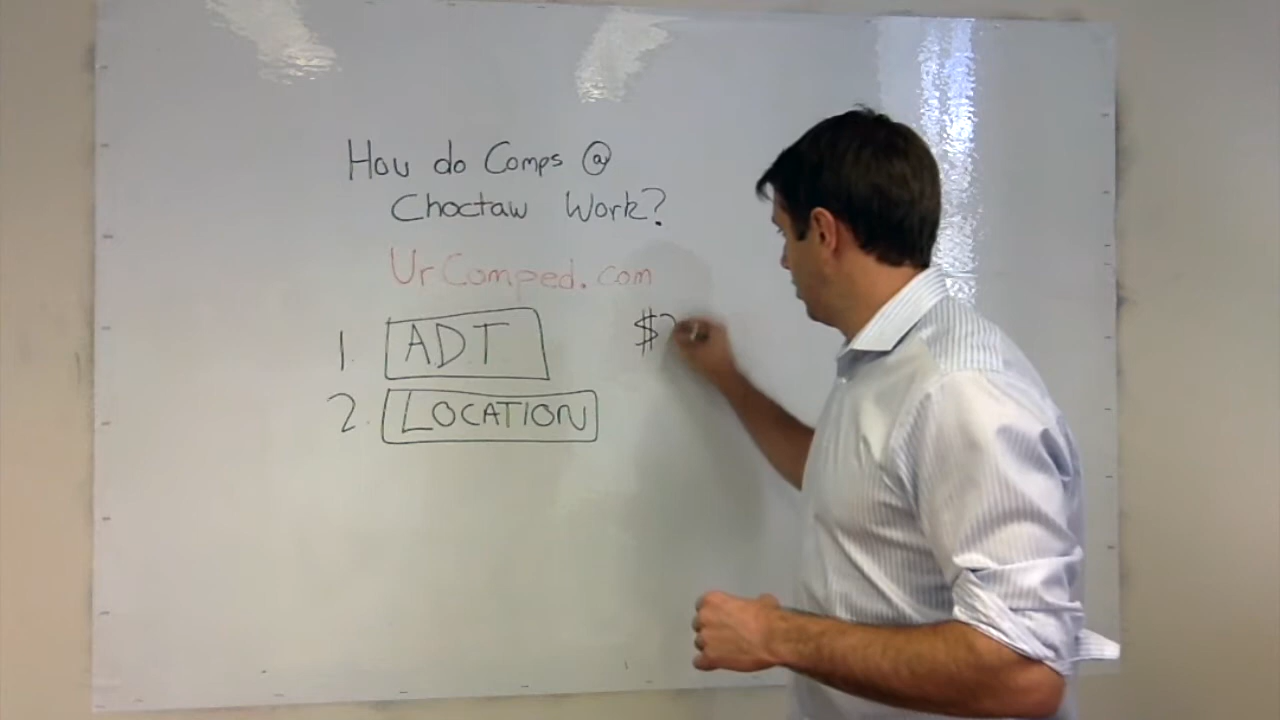 How do Comps @
Choctaw Work?
UrComped.com
1. ADT $
2. LOCATION